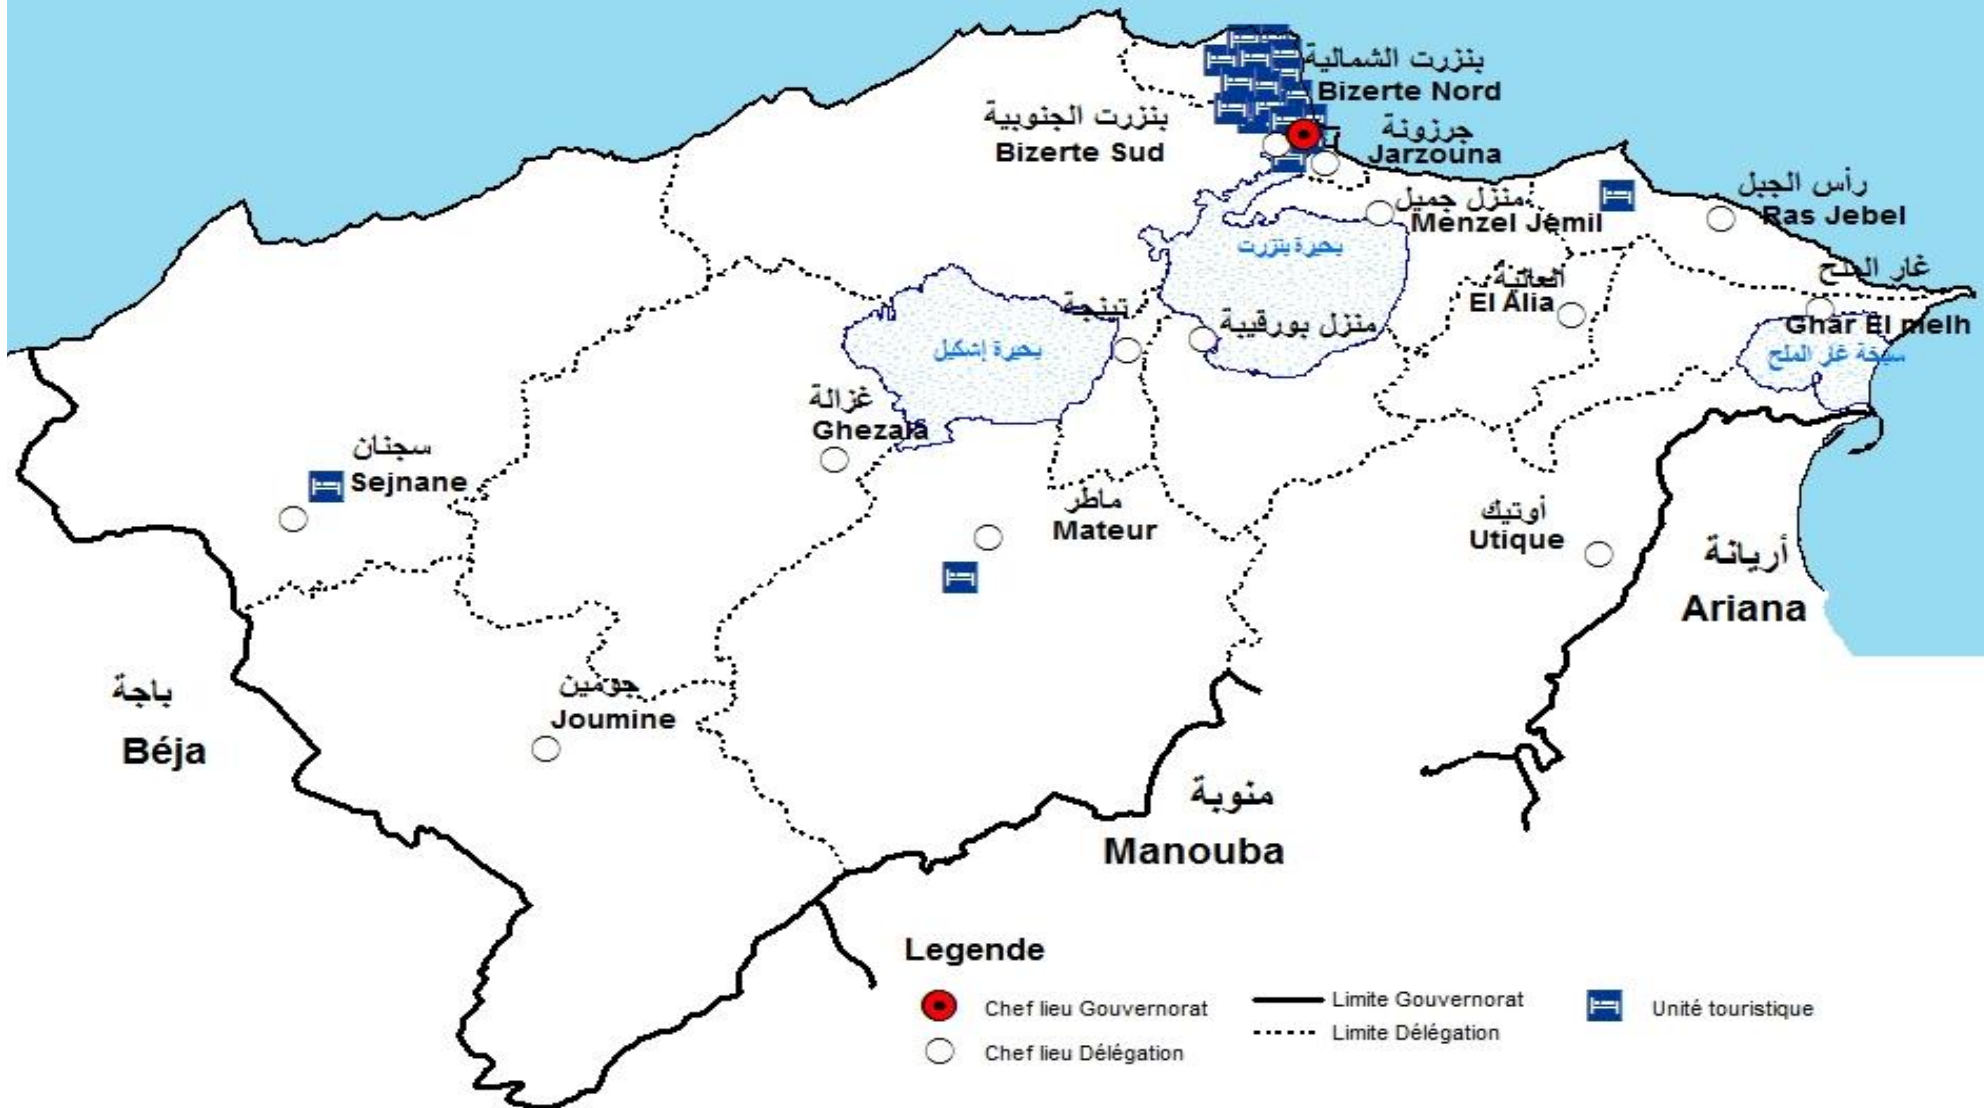 بنزرت الشمالية
Bizerte Nord
بنزرت الجنوبية
Bizerte Sud
جرزونة
Jarzouna
منزل جميل
Menzel Jemil
رأس الجبل
Ras Jebel
غار الملح
Ghar El melh
سبخة غار الملح
العالية
El Alia
بحيرة بنزرت
تينجة
منزل بورقيبة
بحيرة إشكيل
غزالة
Ghezala
سجنان
Sejnane
ماطر
Mateur
أوتيك
Utique
أريانة
Ariana
جومين
Joumine
باجة
Béja
منوبة
Manouba
Legende
Chef lieu Gouvernorat
Chef lieu Délégation
Limite Gouvernorat
Limite Délégation
Unité touristique